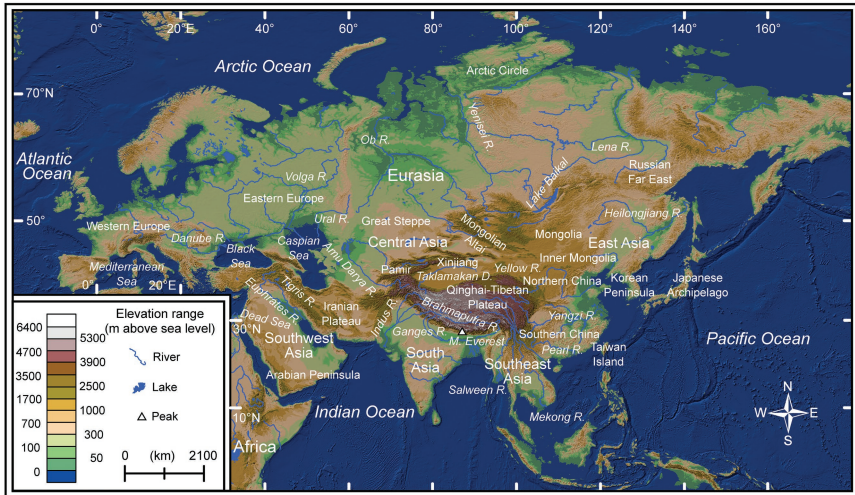 0° 20°E 40° 60° 80° 100° 120° 140° 160°
Arctic Ocean
Arctic Circle
70°N
Yenisei R.
Ob R.
Lena R.
Atlantic
Ocean
Russian
Far East
Eurasia
Volga R.
Lake Baikal
Eastern Europe
Heilongjiang R.
50°
Ural R.
Great Steppe
Western Europe
Mongolian
Altai
Mongolia
Danube R.
Central Asia
East Asia
Black
Sea
Caspian
Sea
Amu Darya R.
Inner Mongolia
Xinjiang
Pamir
Taklamakan D.
Yellow R.
Mediterranean
Sea
Northern China
Korean
Peninsula
Japanese
Archipelago
0° 20°E
Tigris R.
Euphrates R.
Qinghai-Tibetan
Plateau
Iranian
Plateau
Indus R.
Brahmaputra R.
Yangzi R.
Dead Sea
30°N
Ganges R.
M. Everest
Southern China
Pearl R.
Taiwan
Island
Pacific Ocean
Southwest
Asia
South
Asia
Southeast
Asia
Arabian Peninsula
Salween R.
Indian Ocean
10°N
Mekong R.
Africa
N
W E
S
Elevation range
(m above sea level)
6400
5300
4700
3900
3500
2500
1700
1000
700
300
100
50
0
River
Lake
Peak
0 (km) 2100